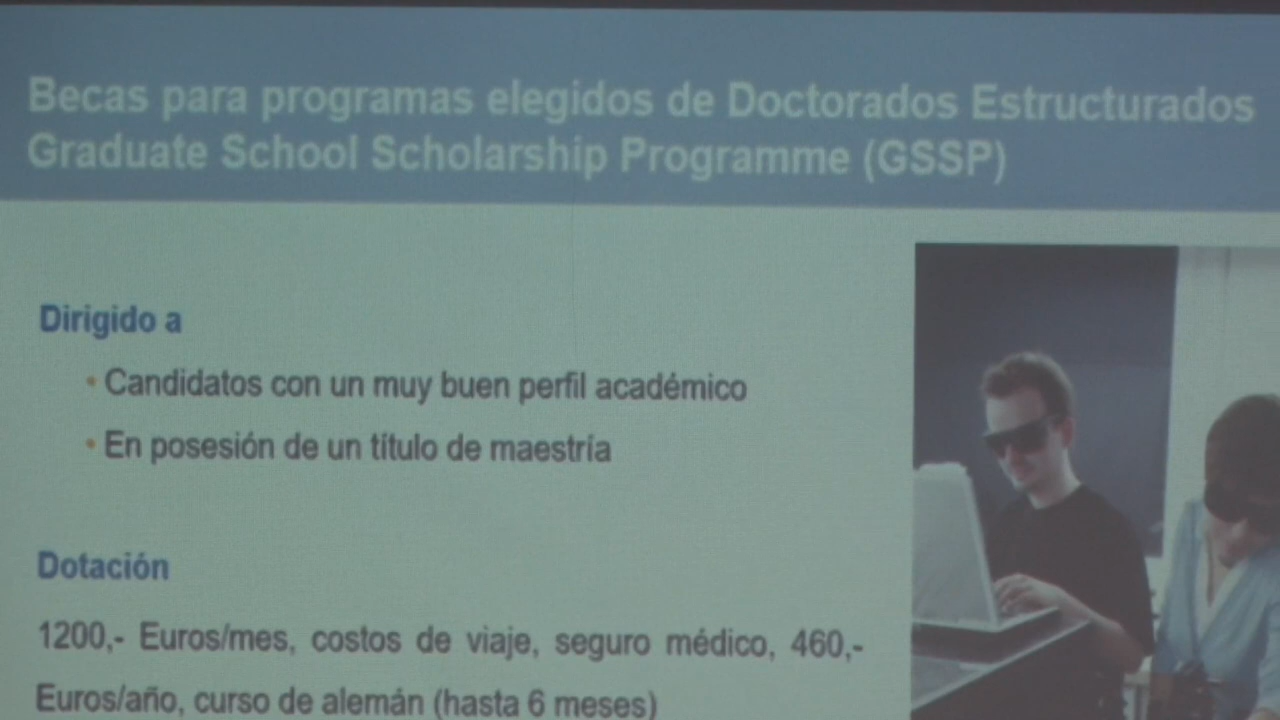 Becas para programas elegidos de Doctorados Estructurados
Graduate School Scholarship Programme (GSSP)
Dirigido a
• Candidatos con un muy buen perfil académico
• En posesión de un título de maestría
Dotación
1200,- Euros/mes, costos de viaje, seguro médico, 460,-
Euros/año, curso de alemán (hasta 6 meses)